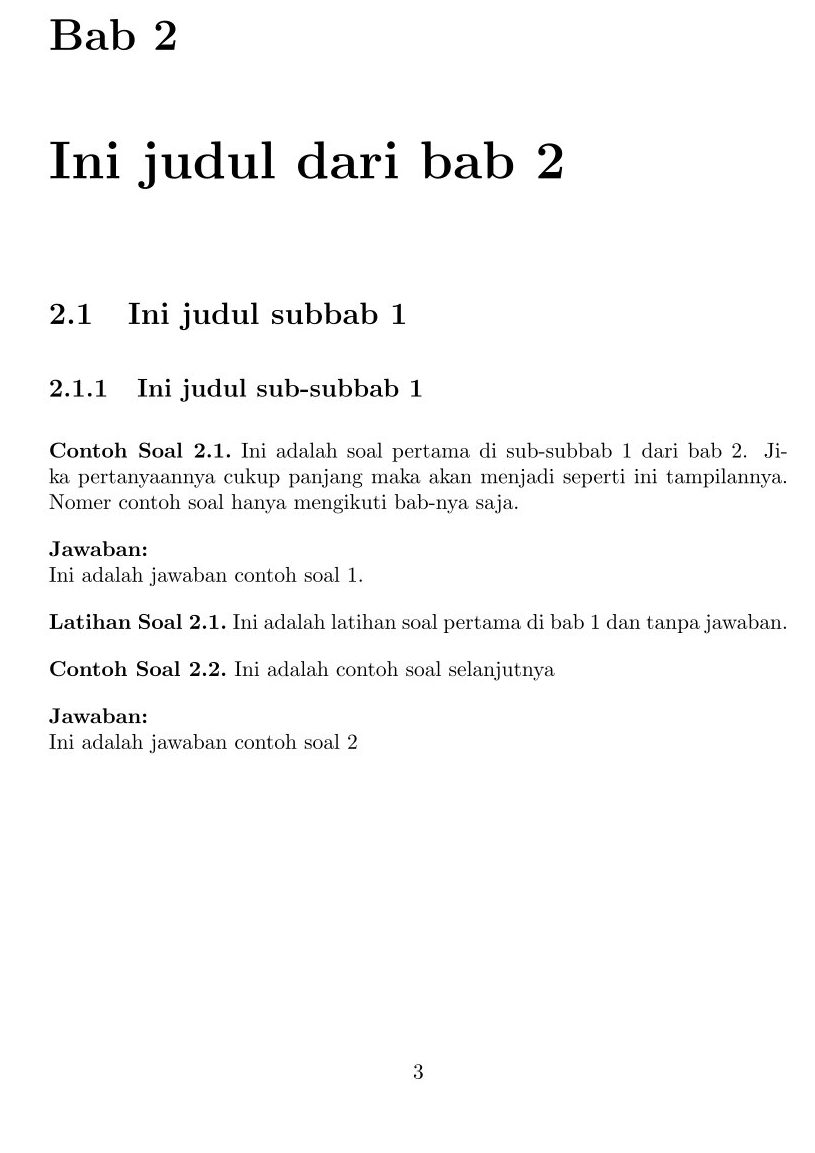 Bab 2
Ini judul dari bab 2
2.1 Ini judul subbab 1
2.1.1 Ini judul sub-subbab 1
Contoh Soal 2.1. Ini adalah soal pertama di sub-subbab 1 dari bab 2. Ji-
ka pertanyaannya cukup panjang maka akan menjadi seperti ini tampilannya.
Nomer contoh soal hanya mengikuti bab-nya saja.
Jawaban:
Ini adalah jawaban contoh soal 1.
Latihan Soal 2.1. Ini adalah latihan soal pertama di bab 1 dan tanpa jawaban.
Contoh Soal 2.2. Ini adalah contoh soal selanjutnya
Jawaban:
Ini adalah jawaban contoh soal 2
3